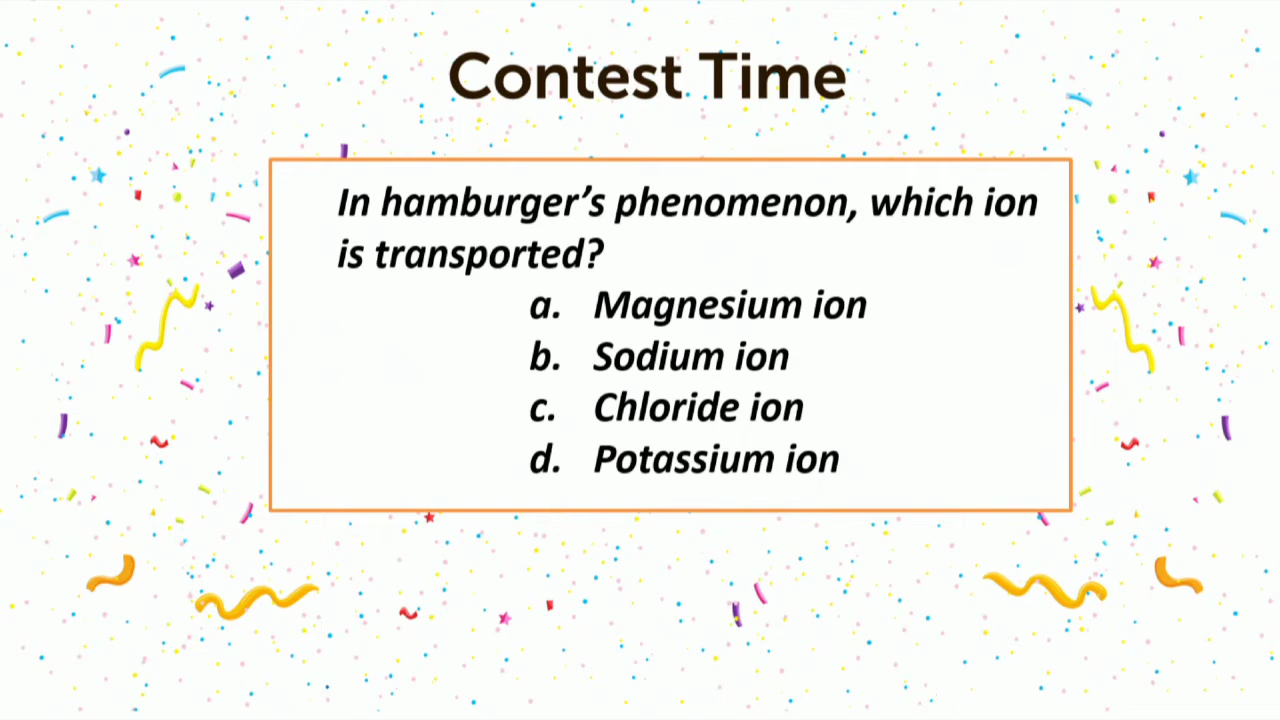 Contest Time
In hamburger’s phenomenon, which ion
is transported?
a. Magnesium ion
b. Sodium ion
c. Chloride ion
d. Potassium ion